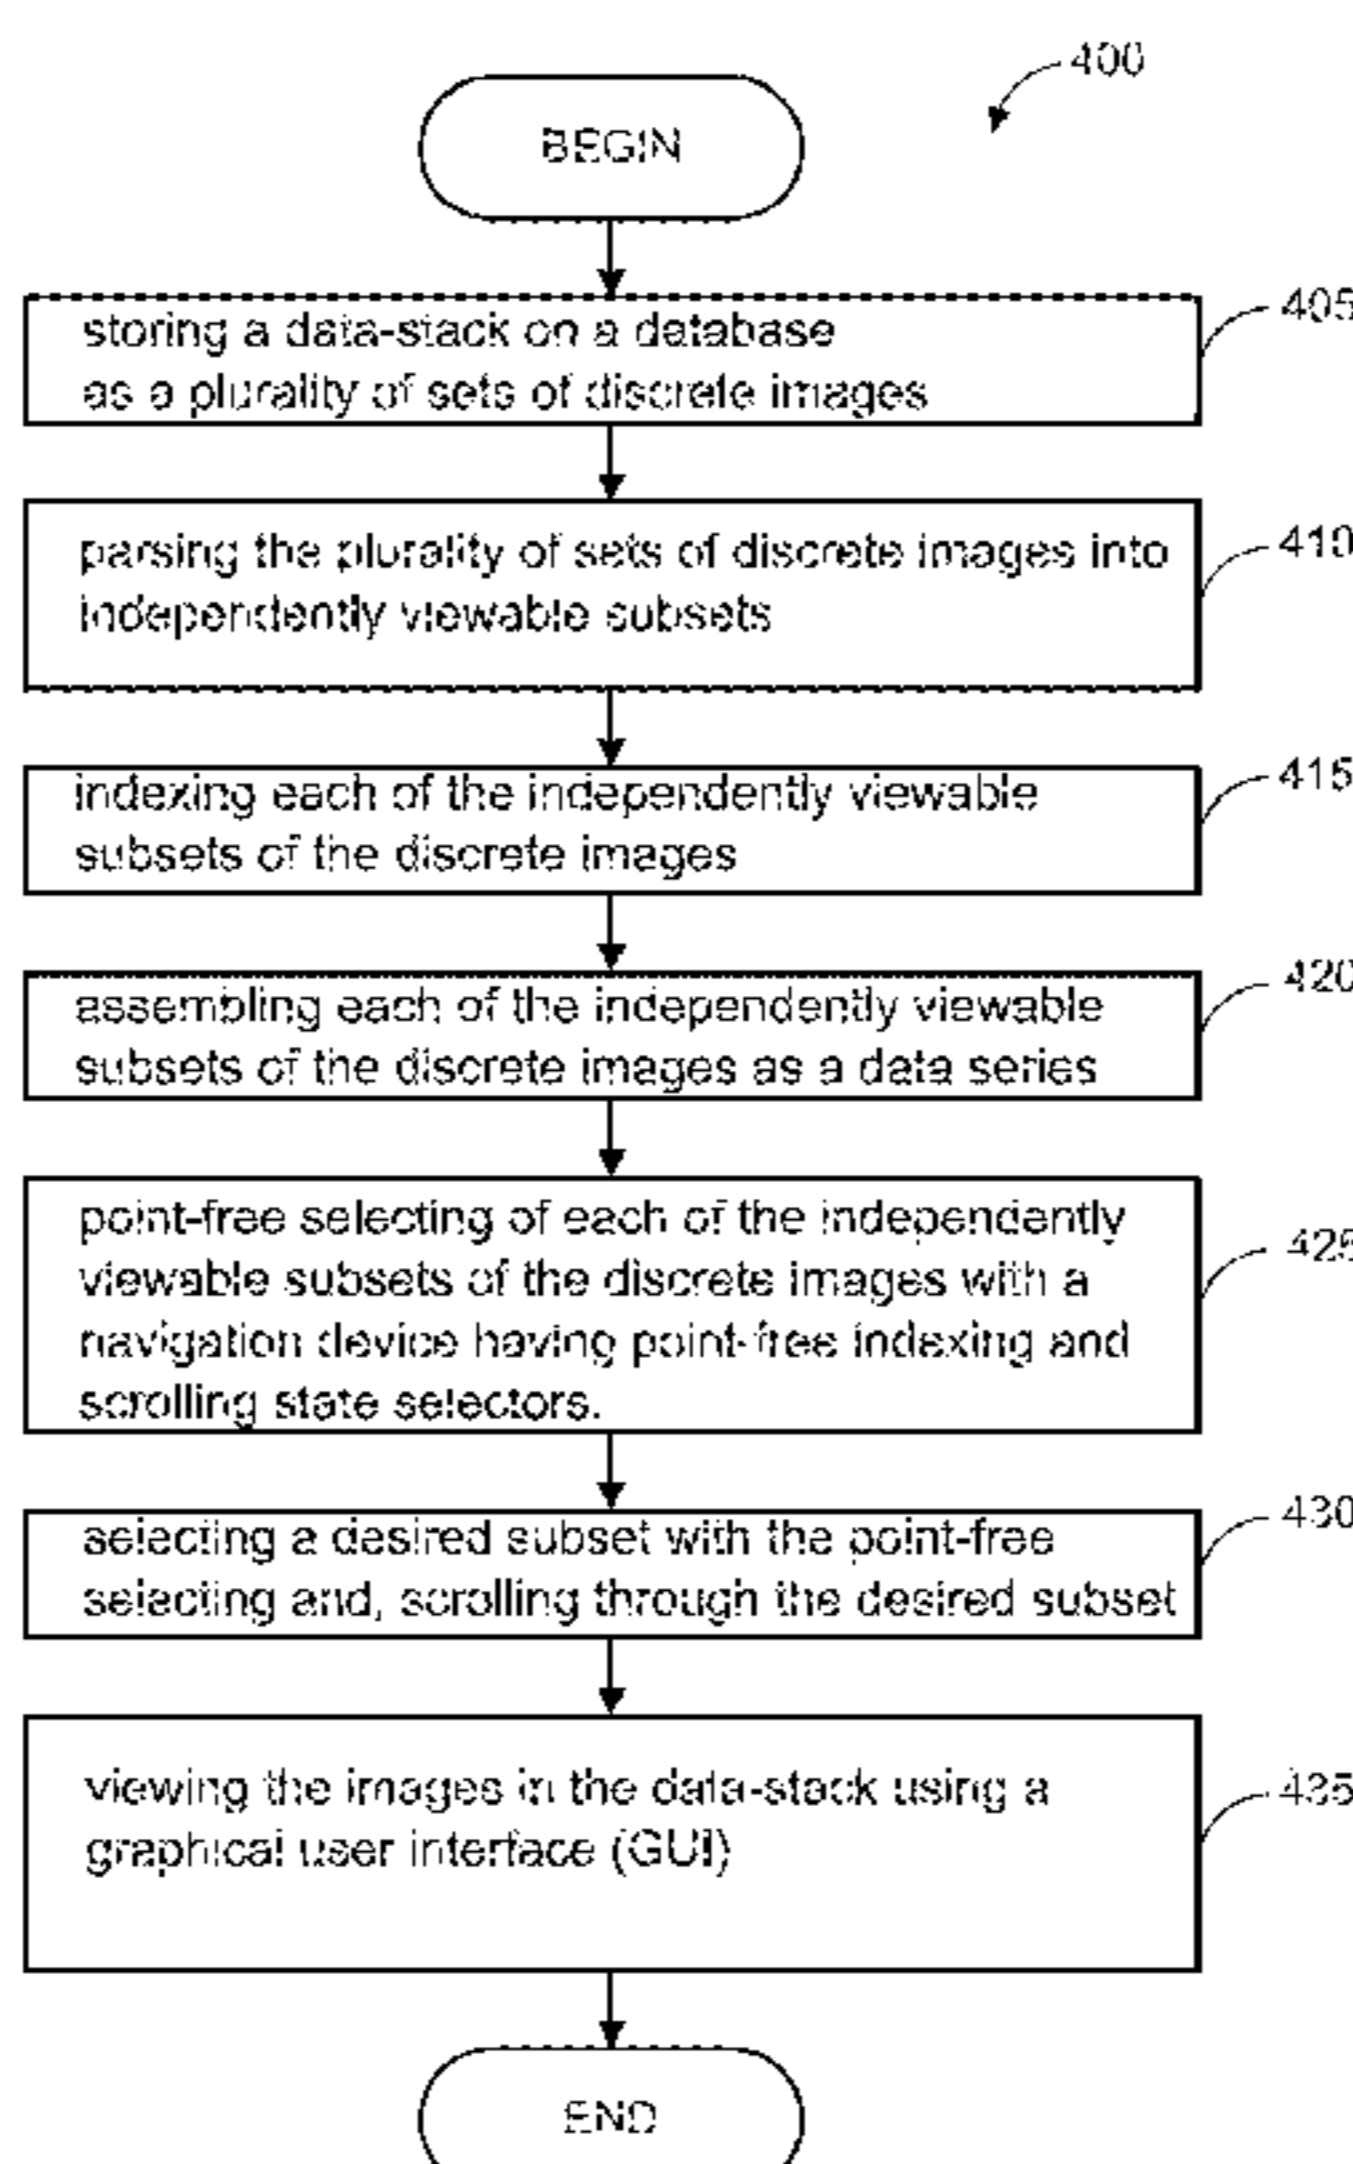 400
BEGIN
storing a data-stack on a database
as a plurality of sets of discrete images
405
parsing the plurality of sets of discrete images into
independently viewable subsets
410
indexing each of the independently viewable
subsets of the discrete images
415
assembling each of the independently viewable
subsets of the discrete images as a data series
420
point-free selecting of each of the independently
viewable subsets of the discrete images with a
navigation device having point-free indexing and
scrolling state selectors.
425
selecting a desired subset with the point-free
selecting and, scrolling through the desired subset
430
viewing the images in the data-stack using a
graphical user interface (GUI)
435
END